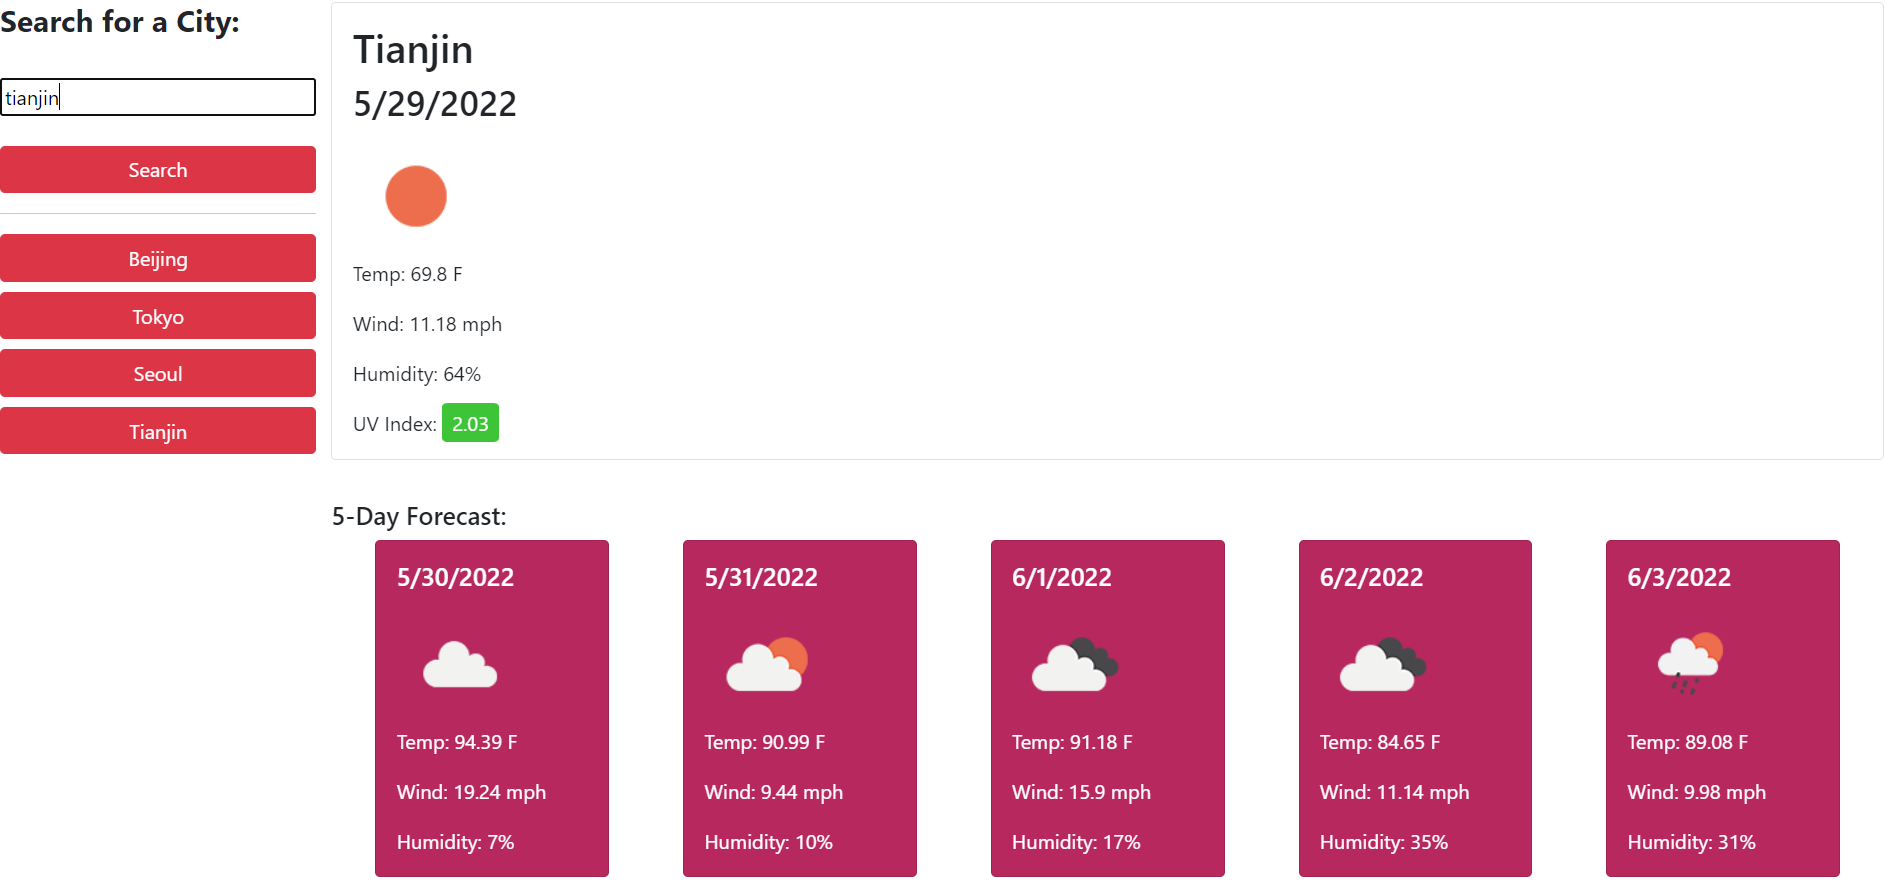 Search for a City:
tianjin
Search
Beijing
Tokyo
Seoul
Tianjin
Tianjin
5/29/2022
Temp: 69.8 F
Wind: 11.18 mph
Humidity: 64%
UV Index: 2.03
5-Day Forecast:
5/30/2022
Temp: 94.39 F
Wind: 19.24 mph
Humidity: 7%
5/31/2022
Temp: 90.99 F
Wind: 9.44 mph
Humidity: 10%
6/1/2022
Temp: 91.18 F
Wind: 15.9 mph
Humidity: 17%
6/2/2022
Temp: 84.65 F
Wind: 11.14 mph
Humidity: 35%
6/3/2022
Temp: 89.08 F
Wind: 9.98 mph
Humidity: 31%